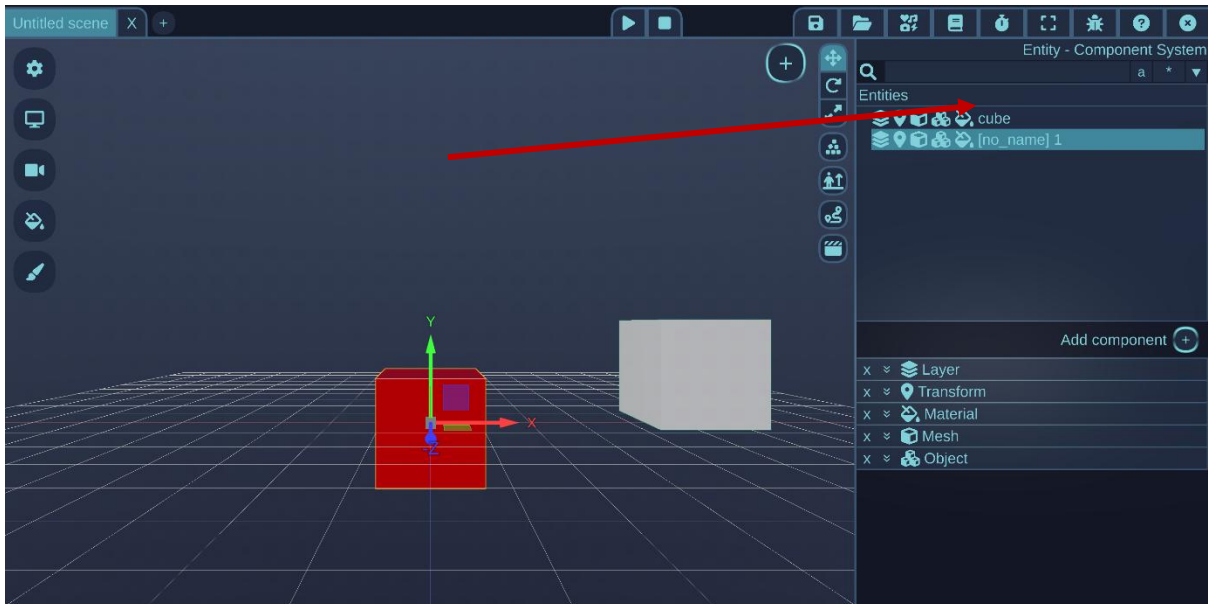 Untitled scene X +
Entity - Component System
a * ▼
Entities
cube
[no_name] 1
Y
X
-Z
Add component +
x Layer
x Transform
x Material
x Mesh
x Object